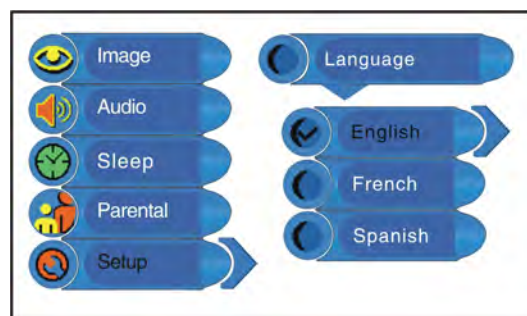 Image
Audio
Sleep
Parental
Setup
Language
English
French
Spanish